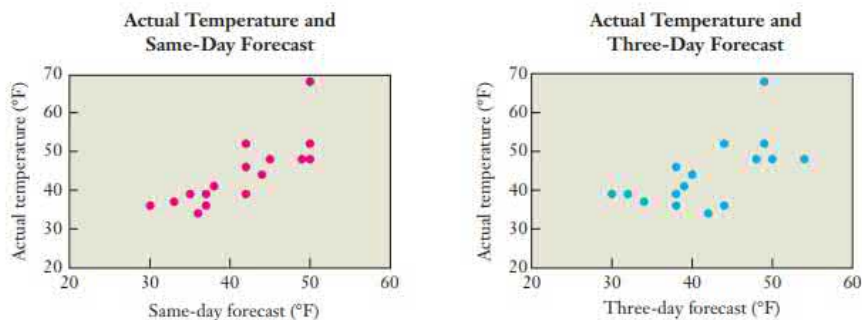 Actual Temperature and
Same-Day Forecast
Actual temperature (°F)
70
60
50
40
30
20
20 30 40 50 60
Same-day forecast (°F)
Actual Temperature and
Three-Day Forecast
Actual temperature (°F)
70
60
50
40
30
20
20 30 40 50 60
Three-day forecast (°F)